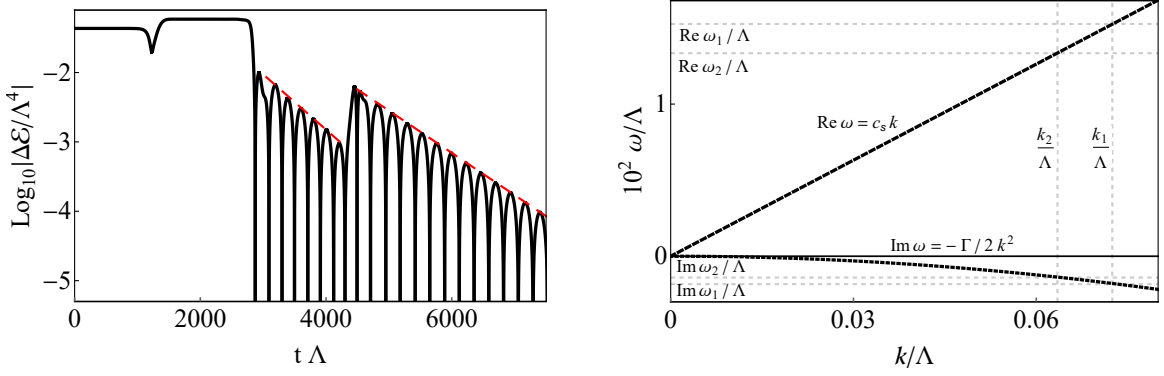 Log₁₀|Δℰ/Λ⁴|
−2
−3
−4
−5
0
2000
4000
6000
t Λ
10² ω/Λ
1
0
Re ω₁ / Λ
Re ω₂ / Λ
Re ω = cₛ k
k₂/Λ
k₁/Λ
Im ω = − Γ / 2 k²
Im ω₂ / Λ
Im ω₁ / Λ
0
0.03
0.06
k/Λ